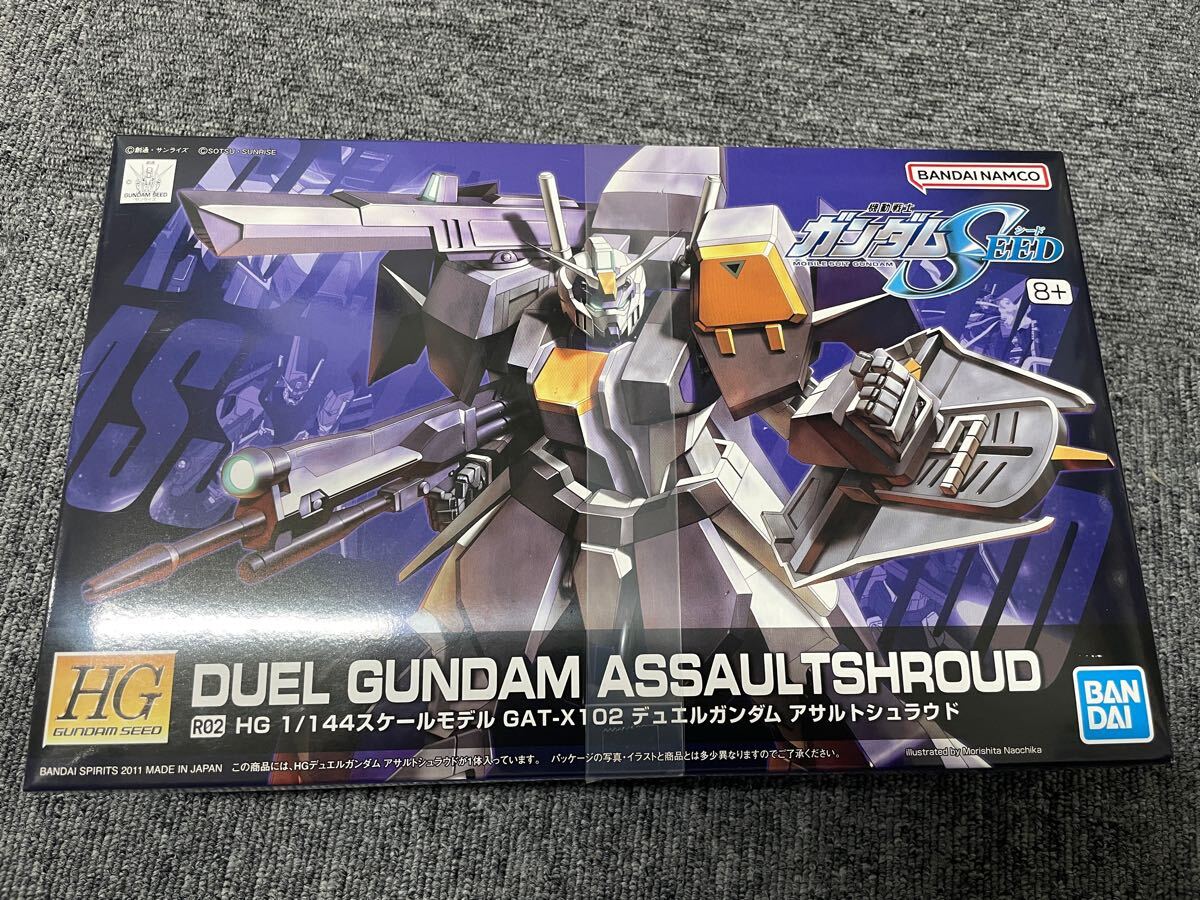 ©創通・サンライズ ©SOTSU・SUNRISE
GUNDAM SEED
BANDAI NAMCO
機動戦士
ガンダムSEED
シード
MOBILE SUIT GUNDAM
8+
HG
GUNDAM SEED
DUEL GUNDAM ASSAULTSHROUD
R02 HG 1/144スケールモデル GAT-X102 デュエルガンダム アサルトシュラウド
BAN
DAI
illustrated by Morishita Naochika
BANDAI SPIRITS 2011 MADE IN JAPAN この商品には、HGデュエルガンダム アサルトシュラウドが1体入っています。 パッケージの写真・イラストと商品とは多少異なりますのでご了承ください。